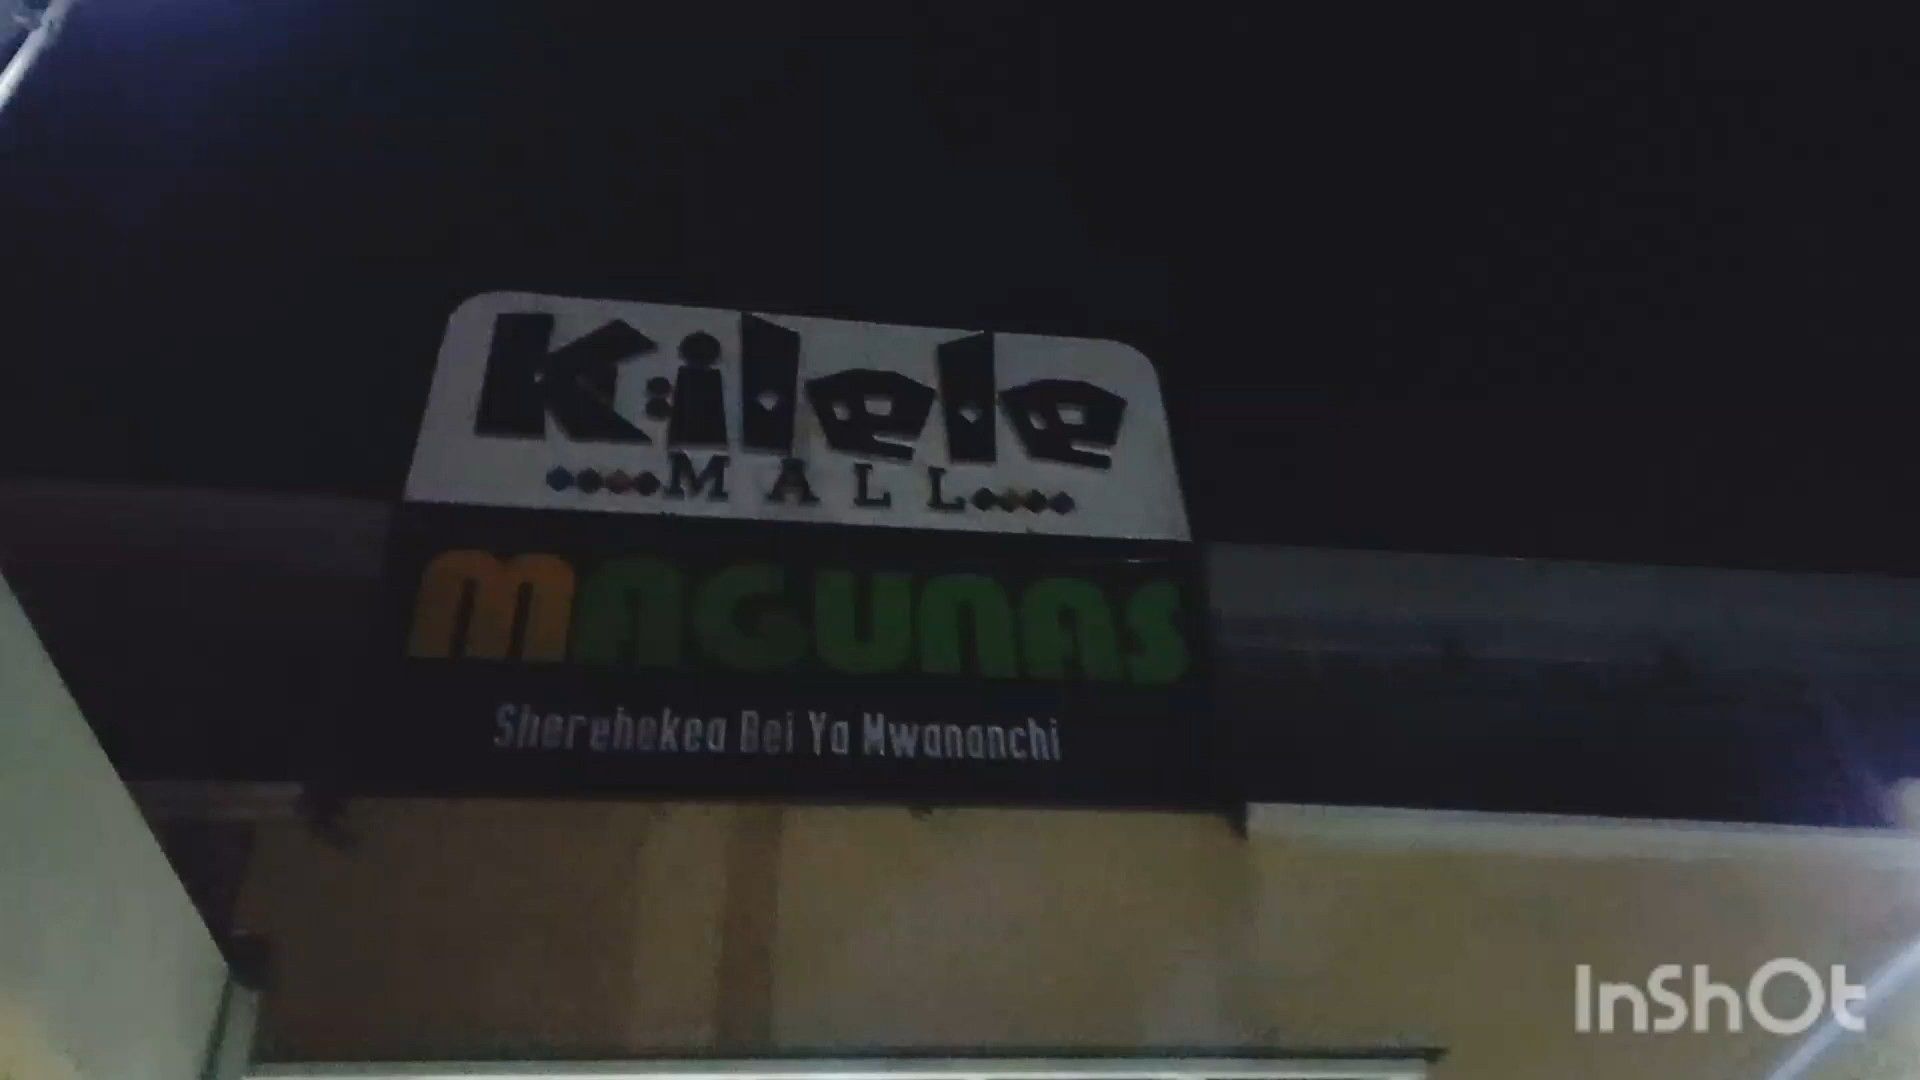 Kilele
MALL
MAGUNAS
Sherehekea Bei Ya Mwananchi
InShOt